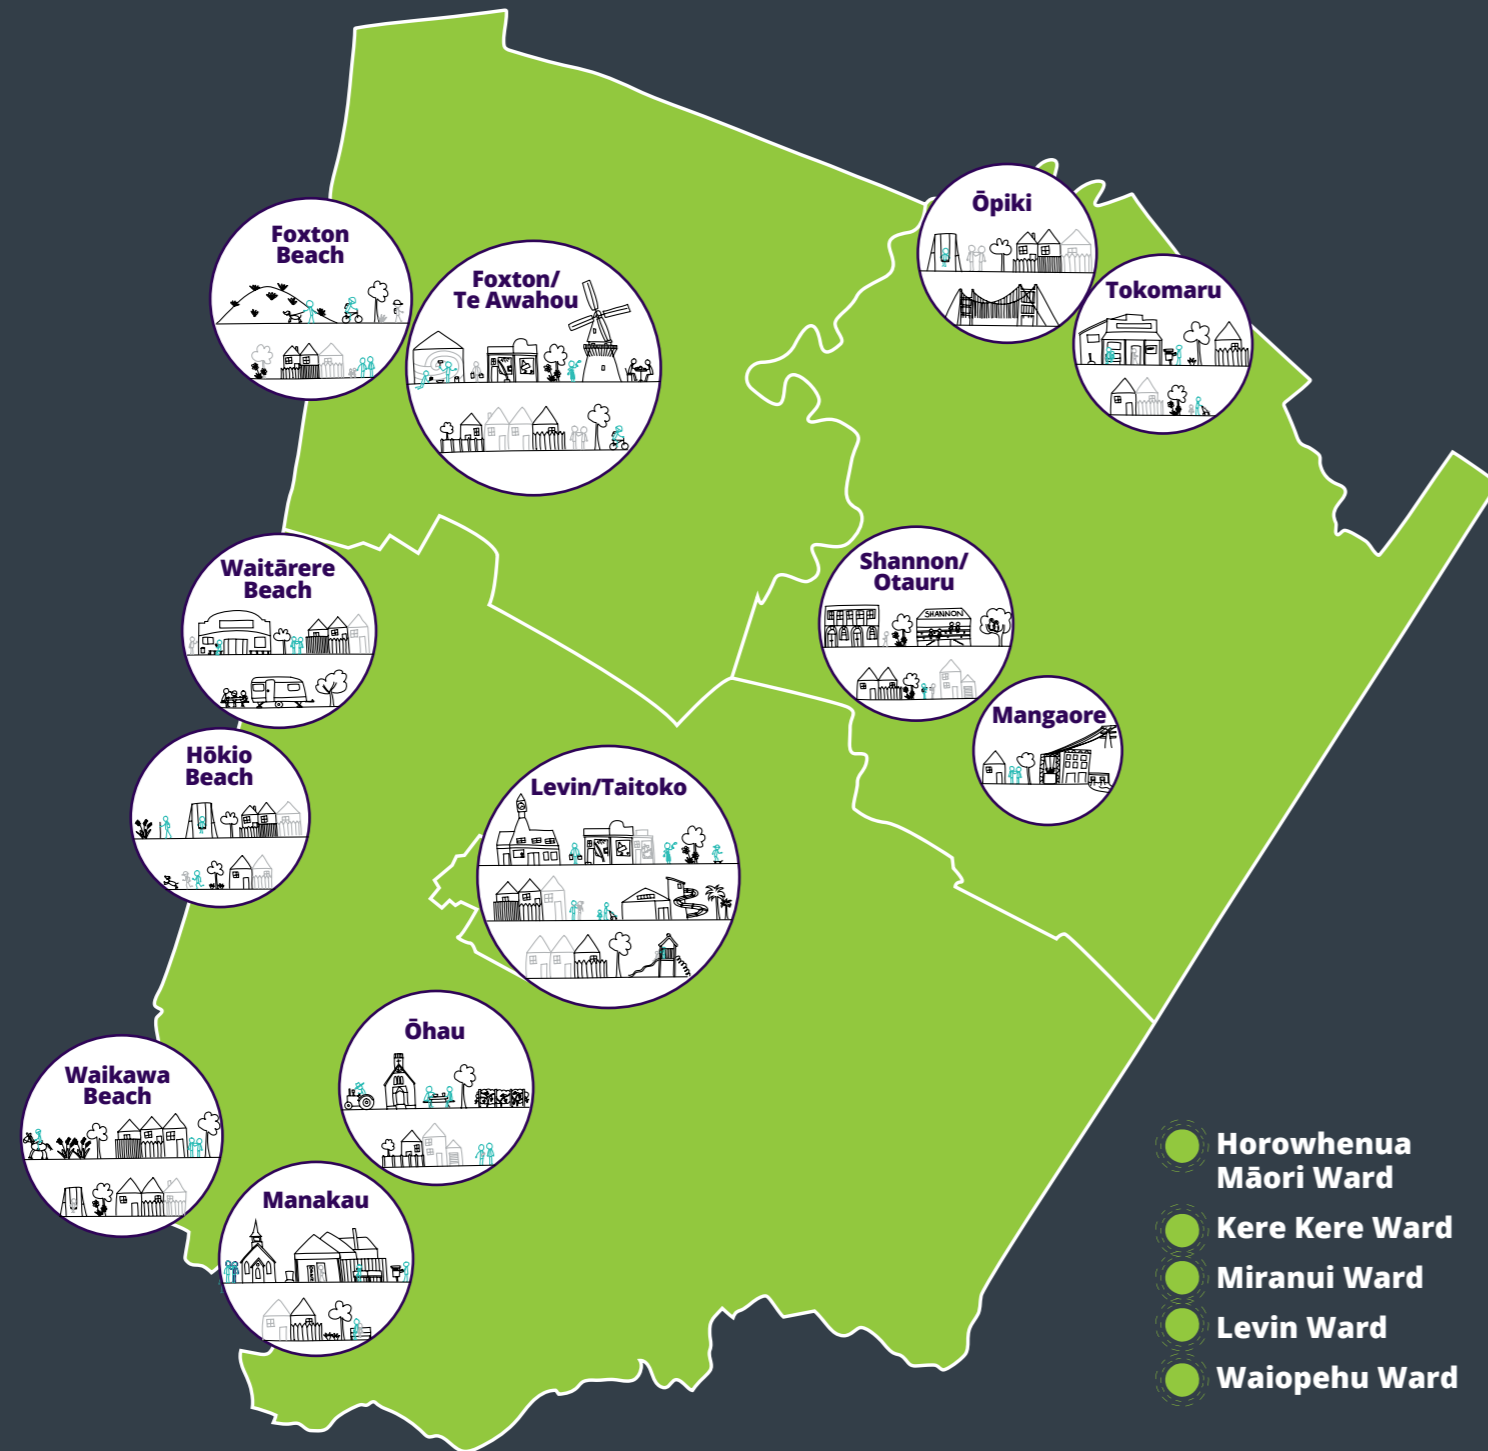 Foxton
Beach
Foxton/
Te Awahou
Ōpiki
Tokomaru
Waitārere
Beach
Shannon/
Otauru
SHANNON
Mangaore
Hōkio
Beach
Levin/Taitoko
Ōhau
Waikawa
Beach
Manakau
Horowhenua
Māori Ward
Kere Kere Ward
Miranui Ward
Levin Ward
Waiopehu Ward